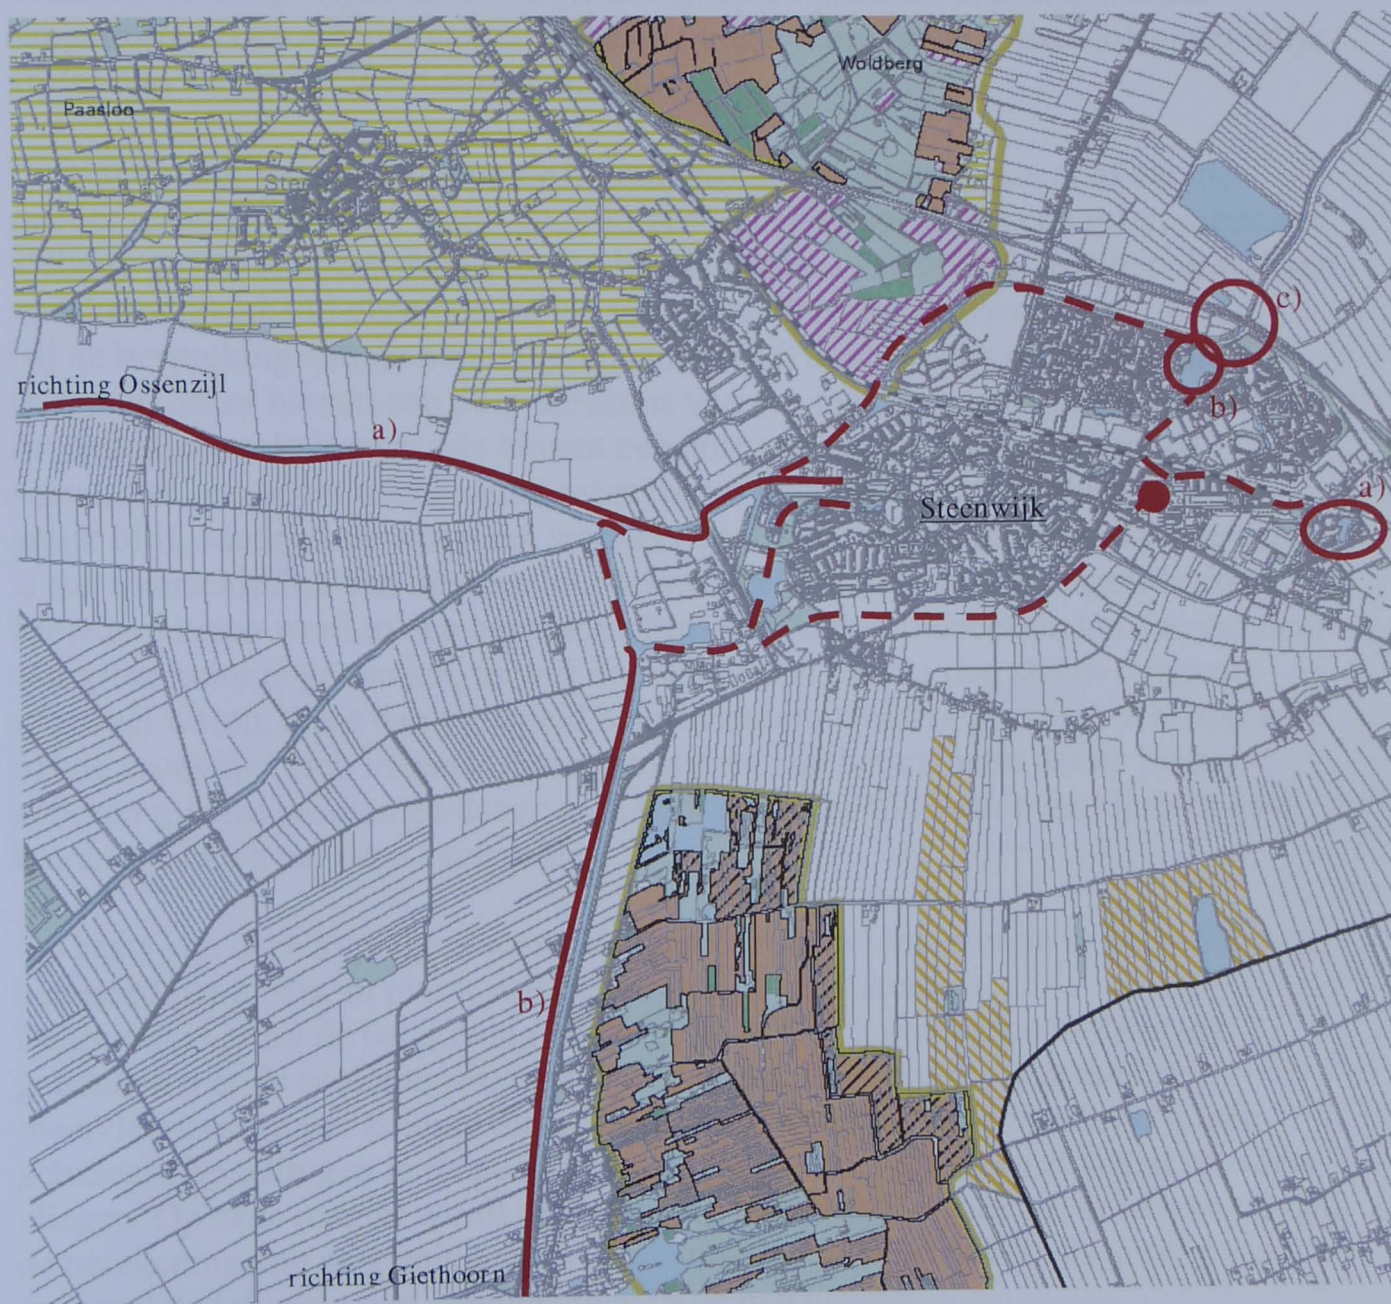 Woldberg
Paasloo
c)
richting Ossenzijl
b)
a)
a)
Steenwijk
b)
richting Giethoorn